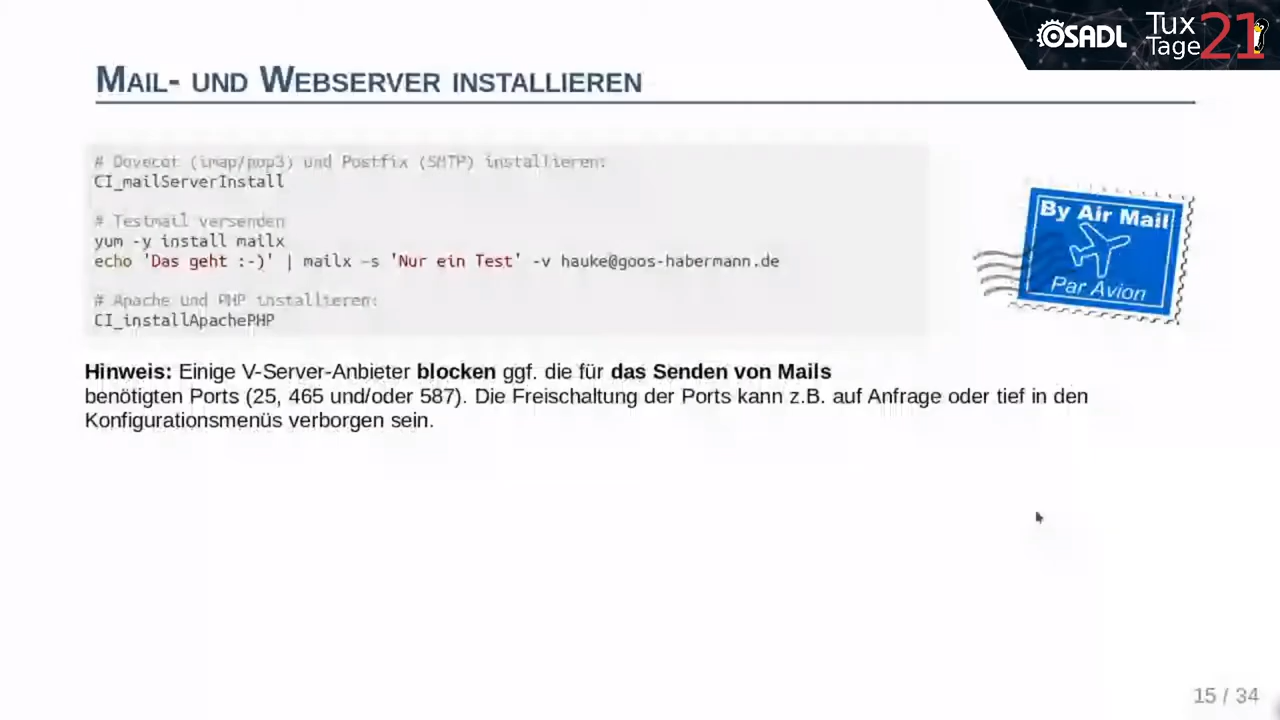 OSADL
Tux
Tage
21
Mail- und Webserver installieren
# Dovecot (imap/pop3) und Postfix (SMTP) installieren:
CI_mailServerInstall
# Testmail versenden
yum -y install mailx
echo 'Das geht :-)' | mailx -s 'Nur ein Test' -v hauke@goos-habermann.de
# Apache und PHP installieren:
CI_installApachePHP
By Air Mail
Par Avion
Hinweis: Einige V-Server-Anbieter blocken ggf. die für das Senden von Mails
benötigten Ports (25, 465 und/oder 587). Die Freischaltung der Ports kann z.B. auf Anfrage oder tief in den
Konfigurationsmenüs verborgen sein.
15 / 34